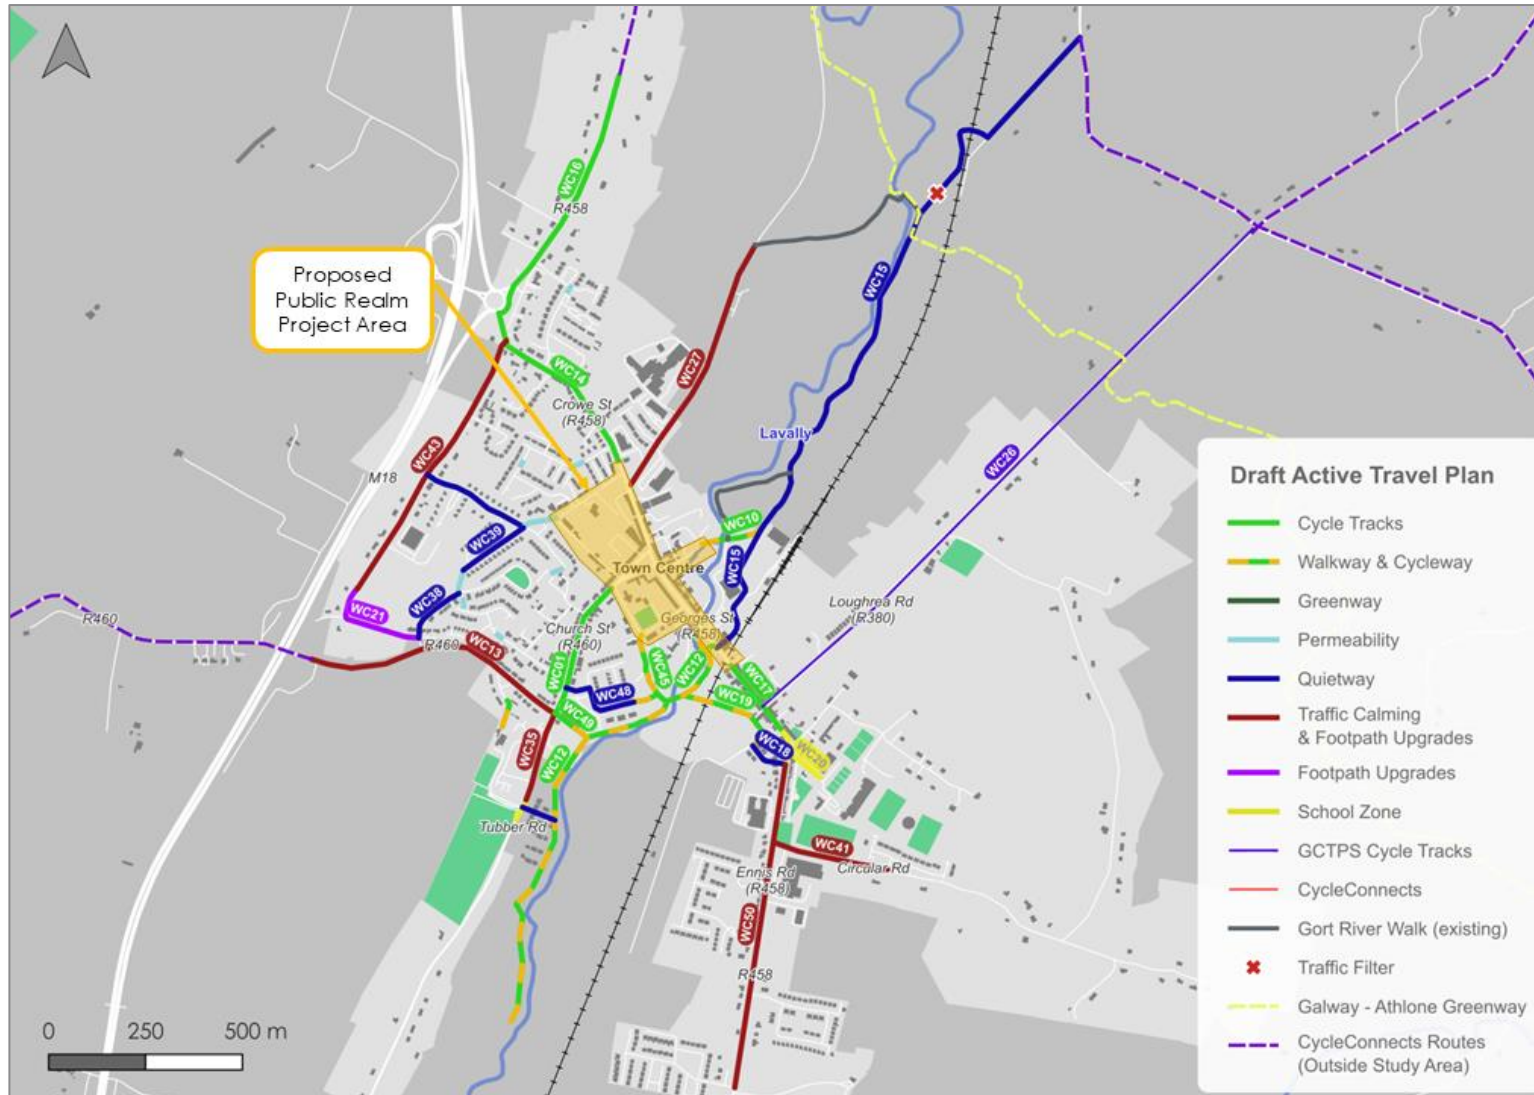 WC16
R458
Proposed
Public Realm
Project Area
WC15
WC27
WC14
Crowe St
(R458)
Lavally
WC43
M18
WC26
WC10
WC39
WC15
Town Centre
Loughrea Rd
(R380)
WC38
WC21
R460
Georges St
(R458)
Church St
(R460)
R460
WC13
WC01
WC45
WC12
WC17
WC48
WC19
WC49
WC18
WC20
WC35
WC12
Tubber Rd
WC41
Circular Rd
Ennis Rd
(R458)
WC50
R458
0 250 500 m
Draft Active Travel Plan
Cycle Tracks
Walkway & Cycleway
Greenway
Permeability
Quietway
Traffic Calming
& Footpath Upgrades
Footpath Upgrades
School Zone
GCTPS Cycle Tracks
CycleConnects
Gort River Walk (existing)
Traffic Filter
Galway - Athlone Greenway
CycleConnects Routes
(Outside Study Area)